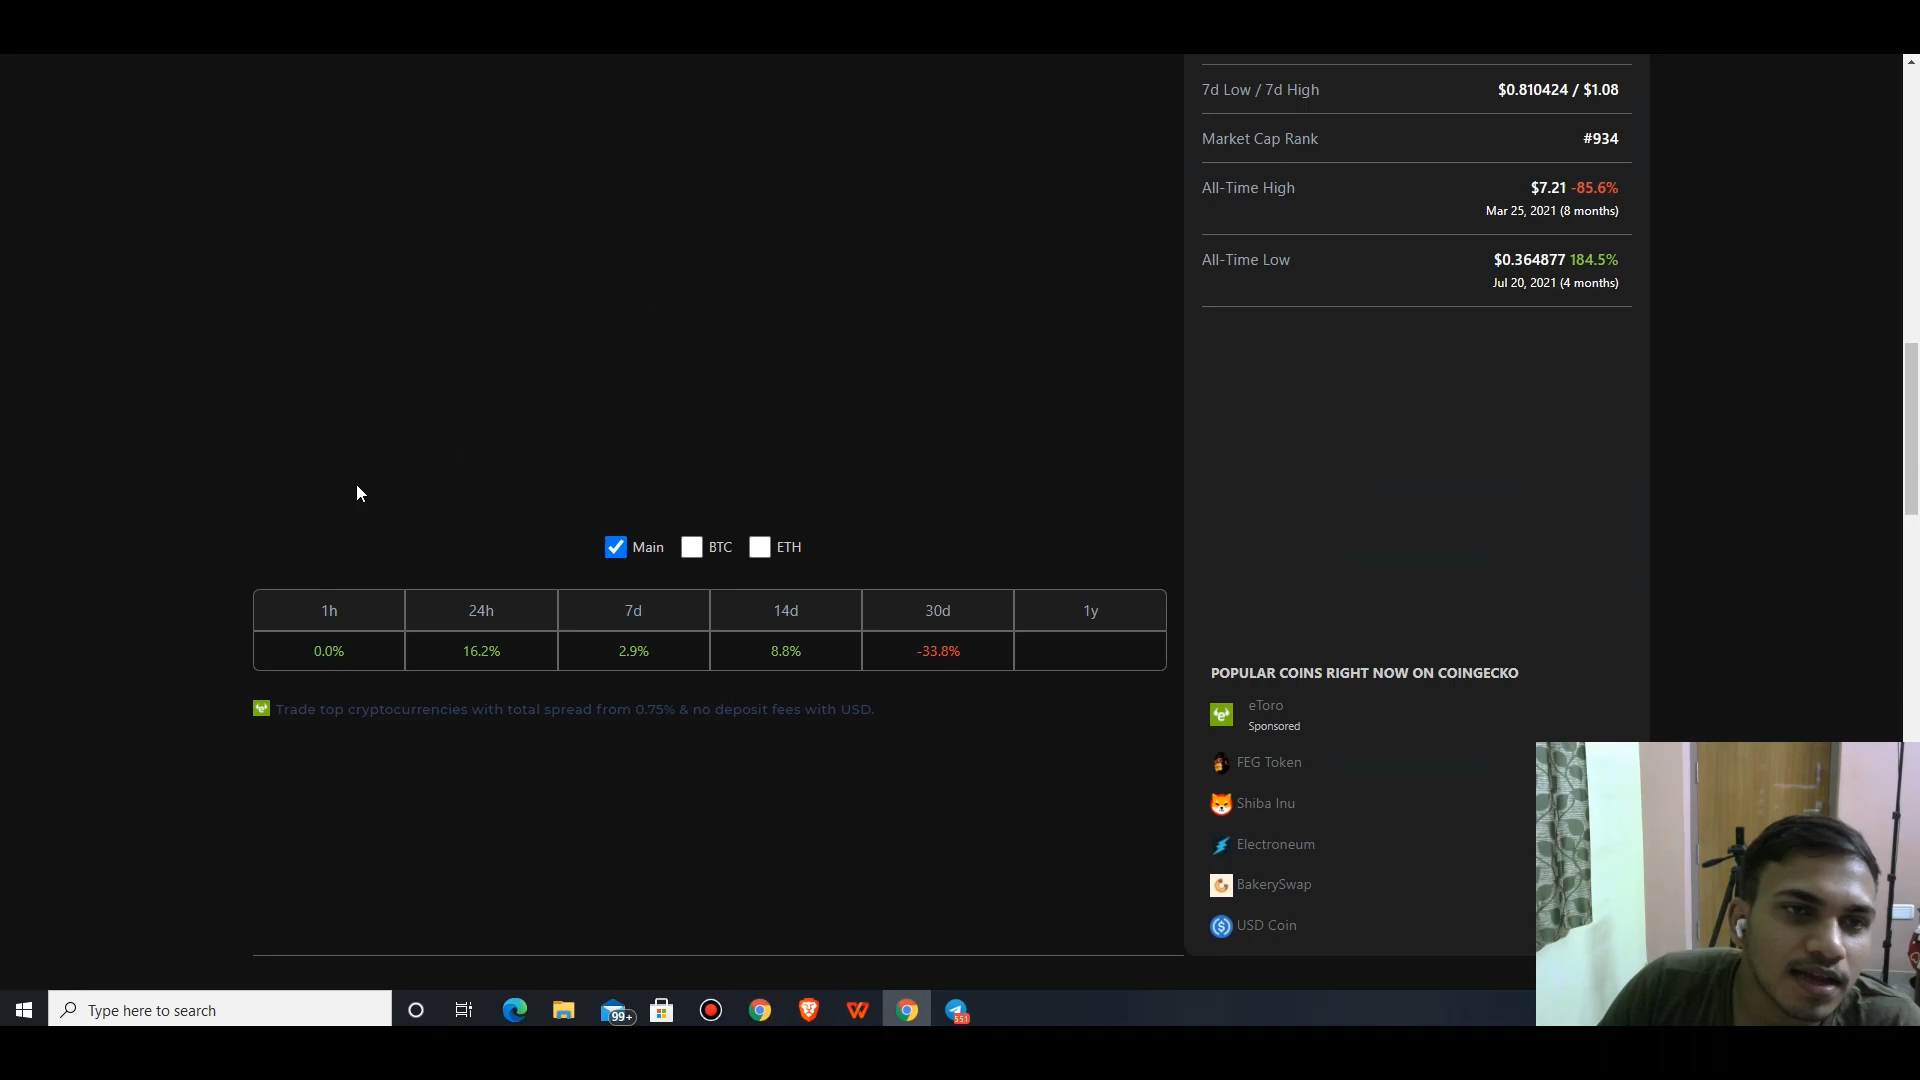 7d Low / 7d High $0.810424 / $1.08
Market Cap Rank #934
All-Time High $7.21 -85.6%
Mar 25, 2021 (8 months)
All-Time Low $0.364877 184.5%
Jul 20, 2021 (4 months)
Main BTC ETH
1h 24h 7d 14d 30d 1y
0.0% 16.2% 2.9% 8.8% -33.8%
Trade top cryptocurrencies with total spread from 0.75% & no deposit fees with USD.
POPULAR COINS RIGHT NOW ON COINGECKO
eToro
Sponsored
FEG Token
Shiba Inu
Electroneum
BakerySwap
USD Coin
Type here to search
99+
551